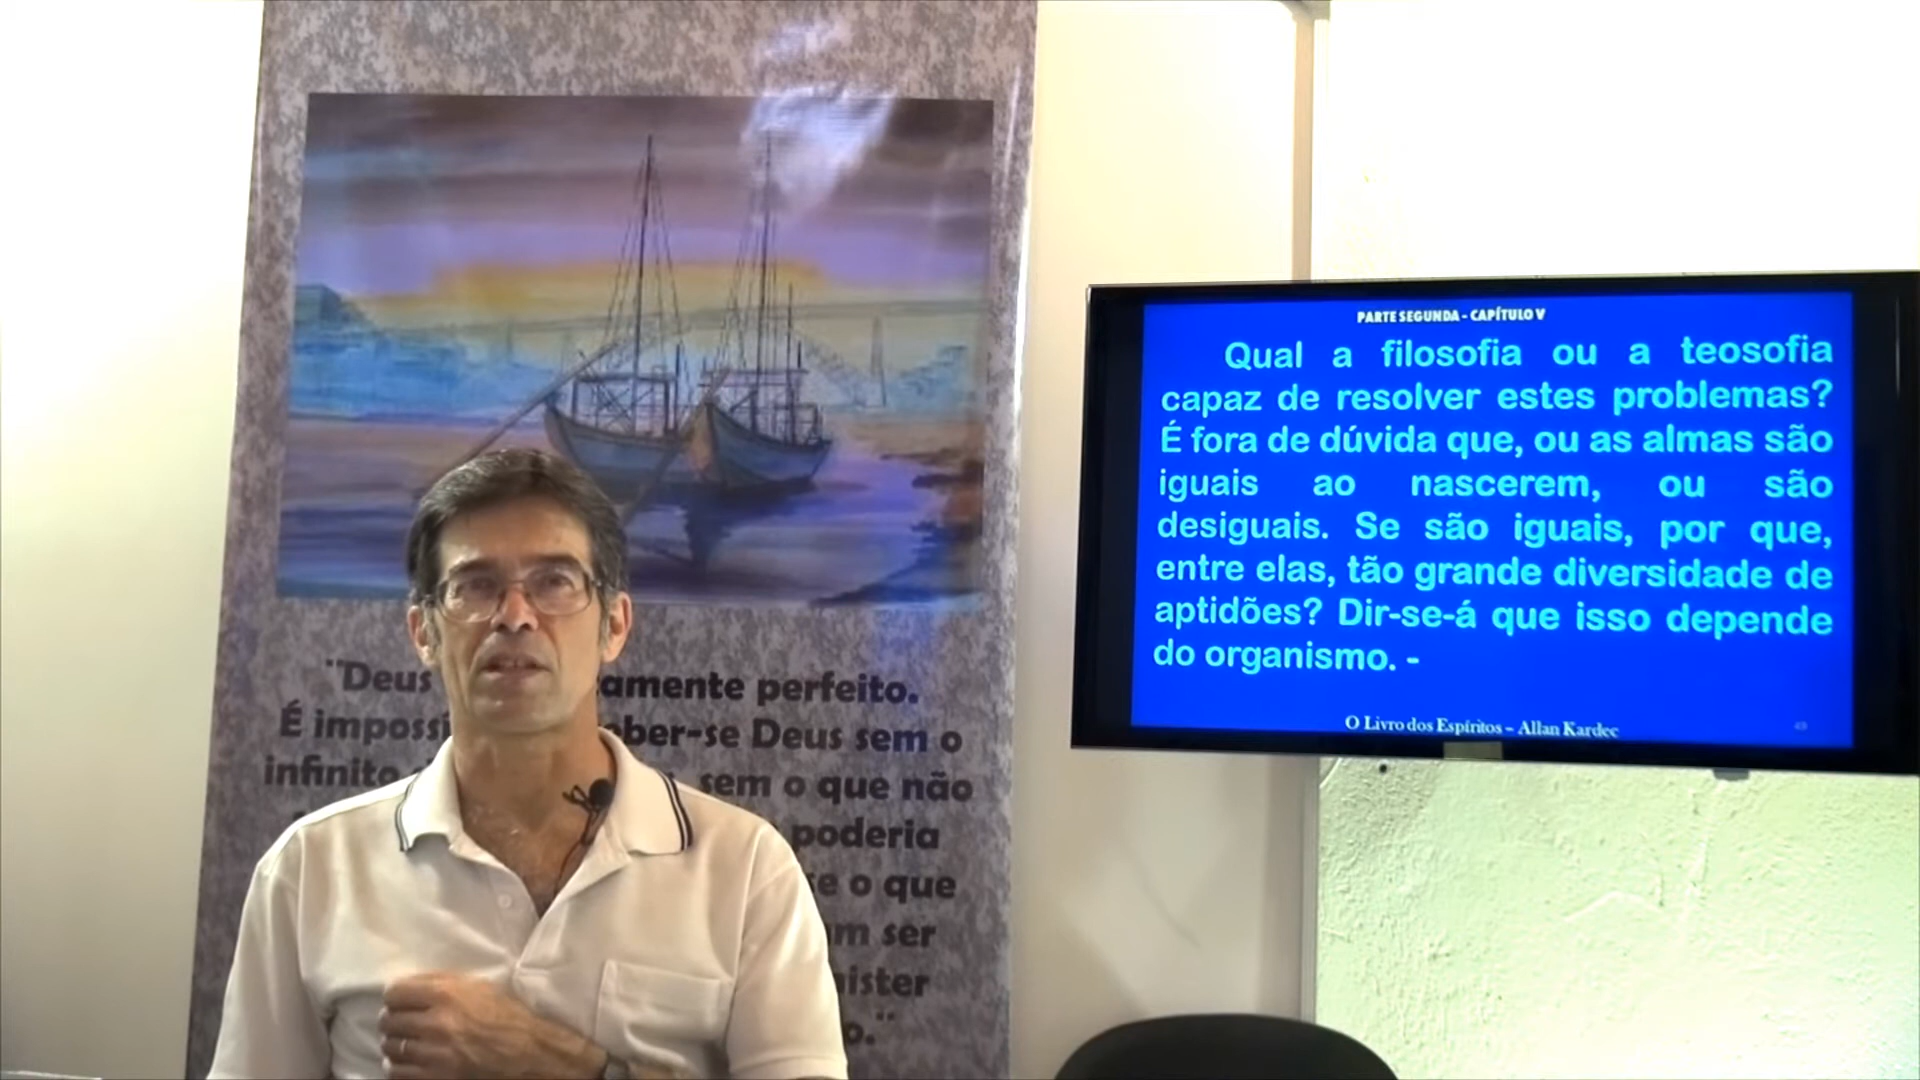 "Deus amente perfeito.
É impossí ber-se Deus sem o
infinito sem o que não
poderia
se o que
m ser
ister
o."
PARTE SEGUNDA - CAPÍTULO V
Qual a filosofia ou a teosofia
capaz de resolver estes problemas?
É fora de dúvida que, ou as almas são
iguais ao nascerem, ou são
desiguais. Se são iguais, por que,
entre elas, tão grande diversidade de
aptidões? Dir-se-á que isso depende
do organismo. -
O Livro dos Espíritos – Allan Kardec